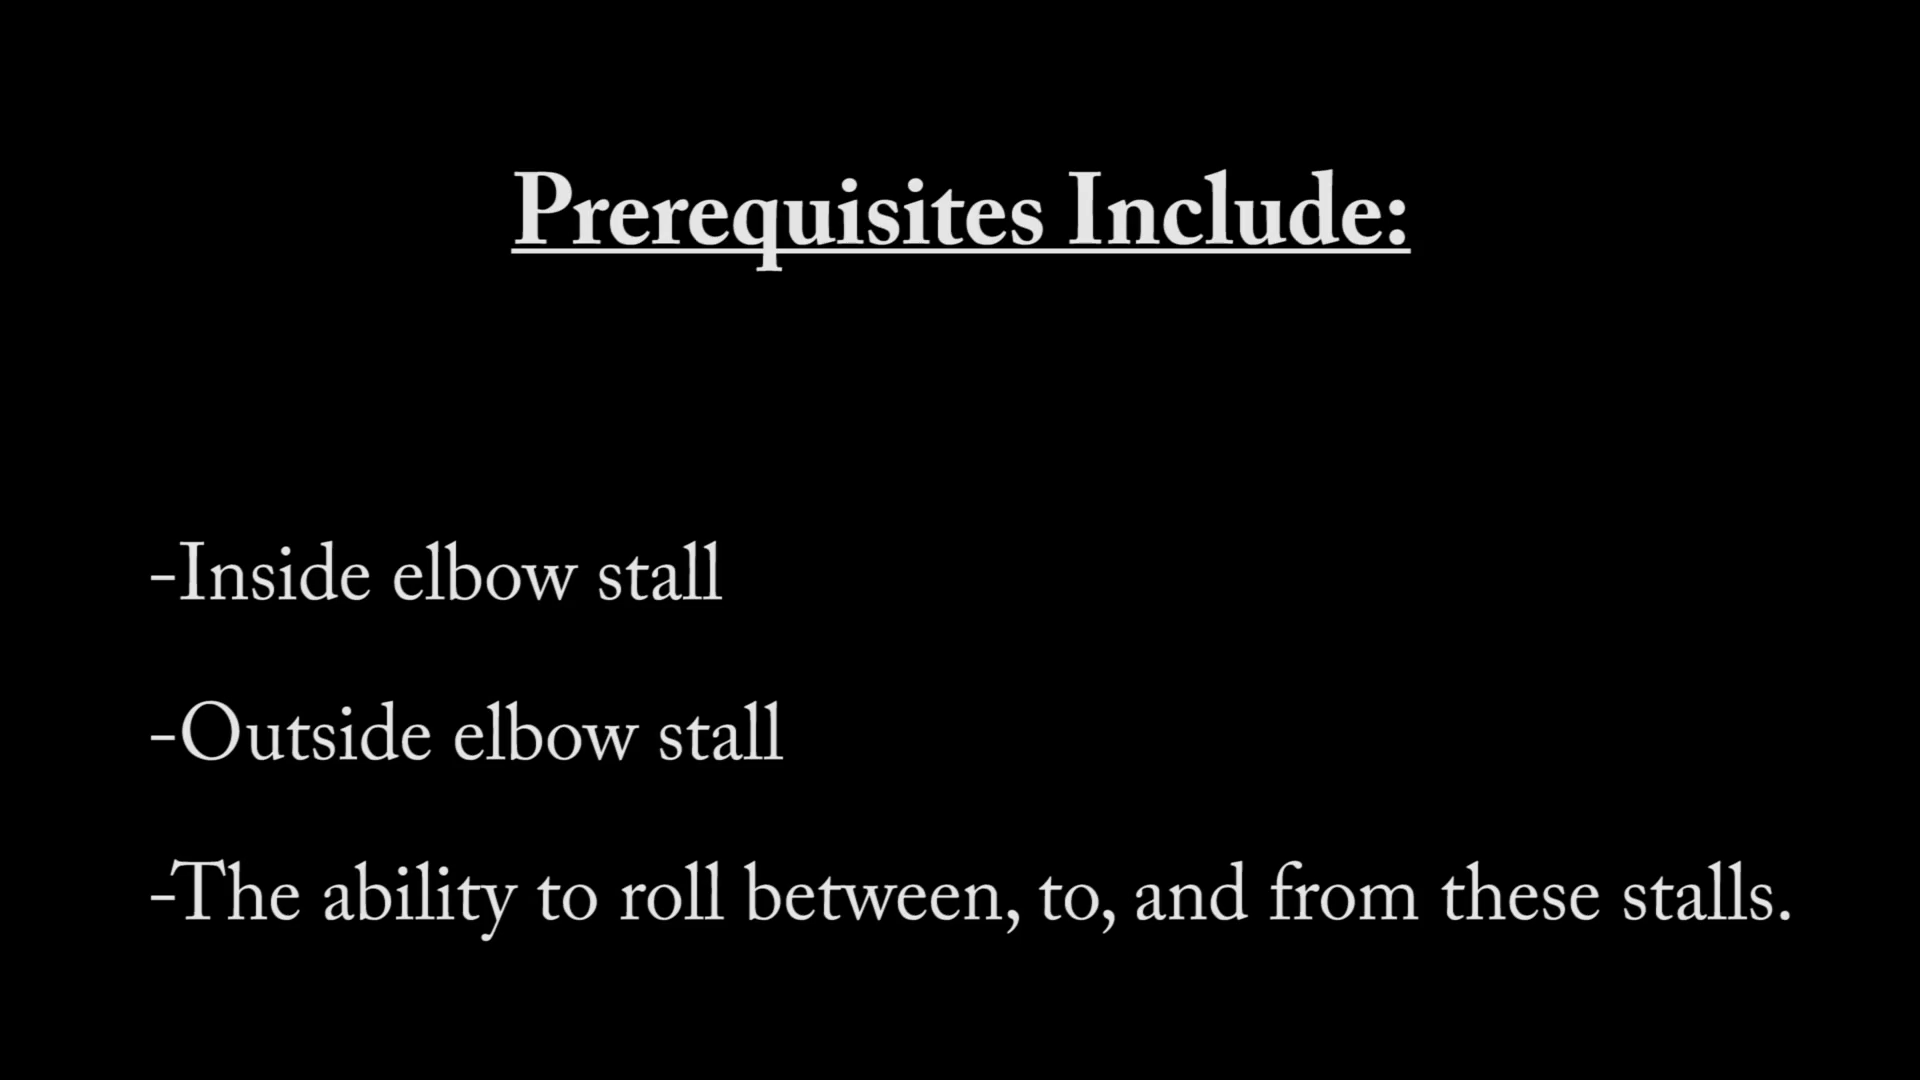 Prerequisites Include:
-Inside elbow stall
-Outside elbow stall
-The ability to roll between, to, and from these stalls.